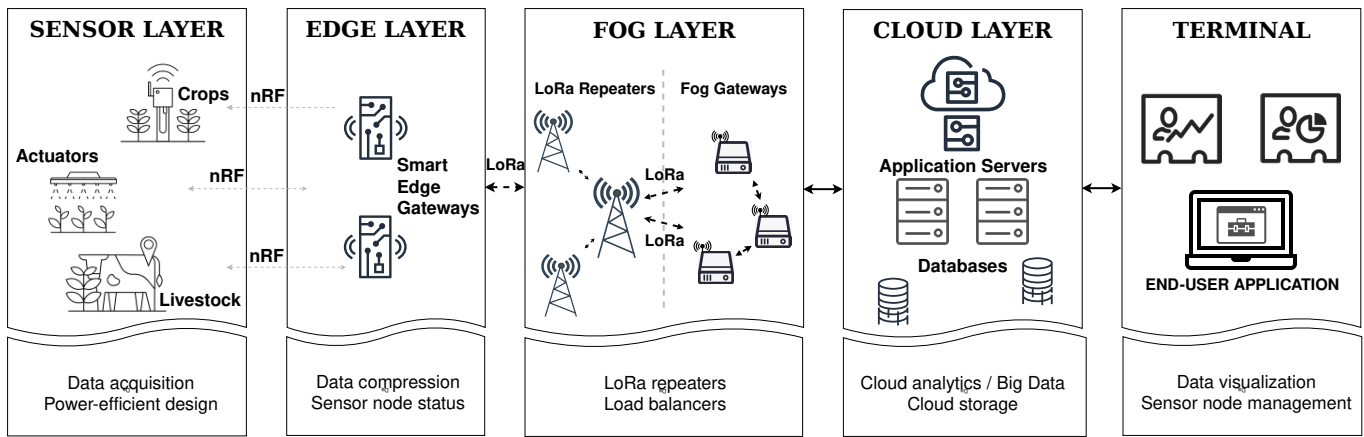 SENSOR LAYER
Crops
nRF
Actuators
nRF
nRF
Livestock
Data acquisition
Power-efficient design
EDGE LAYER
Smart
Edge
Gateways
Data compression
Sensor node status
LoRa
FOG LAYER
LoRa Repeaters
Fog Gateways
LoRa
LoRa
LoRa repeaters
Load balancers
CLOUD LAYER
Application Servers
Databases
Cloud analytics / Big Data
Cloud storage
TERMINAL
END-USER APPLICATION
Data visualization
Sensor node management